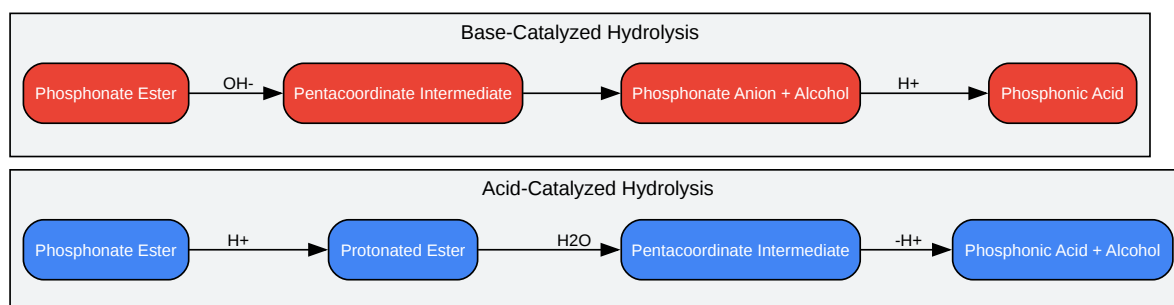 Base-Catalyzed Hydrolysis
Phosphonate Ester
OH-
Pentacoordinate Intermediate
Phosphonate Anion + Alcohol
H+
Phosphonic Acid
Acid-Catalyzed Hydrolysis
Phosphonate Ester
H+
Protonated Ester
H2O
Pentacoordinate Intermediate
-H+
Phosphonic Acid + Alcohol